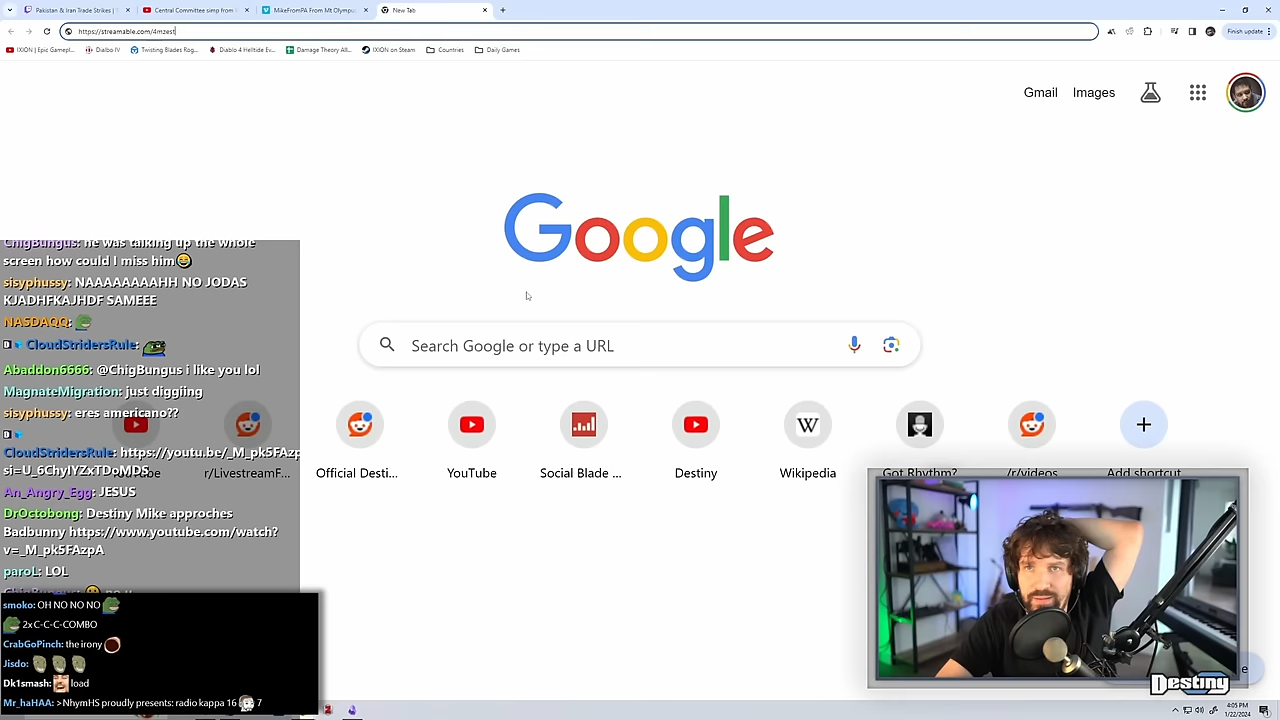 Pakistan & Iran Trade Strikes |
Central Committee simp from
MikeFromPA From Mt Olympu
New Tab
https://streamable.com/4mzest
Finish update
IXION | Epic Gamepl...
Diablo IV
Twisting Blades Rog...
Diablo 4 Helltide Ev...
Damage Theory All...
IXION on Steam
Countries
Daily Games
Gmail
Images
Google
Search Google or type a URL
ChigBungus: he was talking up the whole
screen how could I miss him
sisyphussy: NAAAAAAAAHH NO JODAS
KJADHFKAJHDF SAMEEE
NASDAQQ:
CloudStridersRule:
Abaddon6666: @ChigBungus i like you lol
MagnateMigration: just diggiing
sisyphussy: eres americano??
CloudStridersRule: https://youtu.be/_M_pk5FAzp
si=U_6ChyIYZxTDoMDS
An_Angry_Egg: JESUS
DrOctobong: Destiny Mike approches
Badbunny https://www.youtube.com/watch?
v=_M_pk5FAzpA
paroL: LOL
r/LivestreamF...
Official Desti...
YouTube
Social Blade ...
Destiny
Wikipedia
Got Rhythm?
/r/videos
Add shortcut
smoko: OH NO NO NO
2x C-C-C-COMBO
CrabGoPinch: the irony
Jisdo:
Dk1smash: load
Mr_haHAA: >NhymHS proudly presents: radio kappa 16 7
Destiny
4:05 PM
1/22/2024